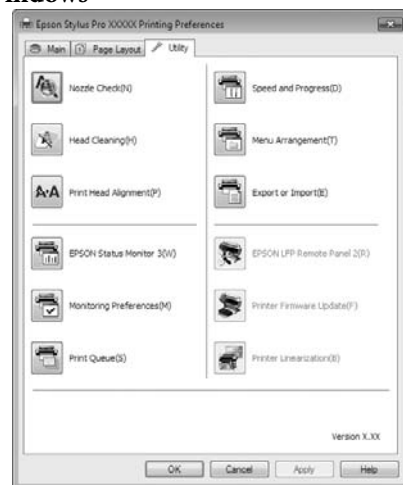 ndows
Epson Stylus Pro XXXXX Printing Preferences
Main
Page Layout
Utility
Nozzle Check(N)
Speed and Progress(D)
Head Cleaning(H)
Menu Arrangement(T)
Print Head Alignment(P)
Export or Import(E)
EPSON Status Monitor 3(W)
EPSON LFP Remote Panel 2(R)
Monitoring Preferences(M)
Printer Firmware Update(F)
Print Queue(S)
Printer Linearization(B)
Version X.XX
OK
Cancel
Apply
Help